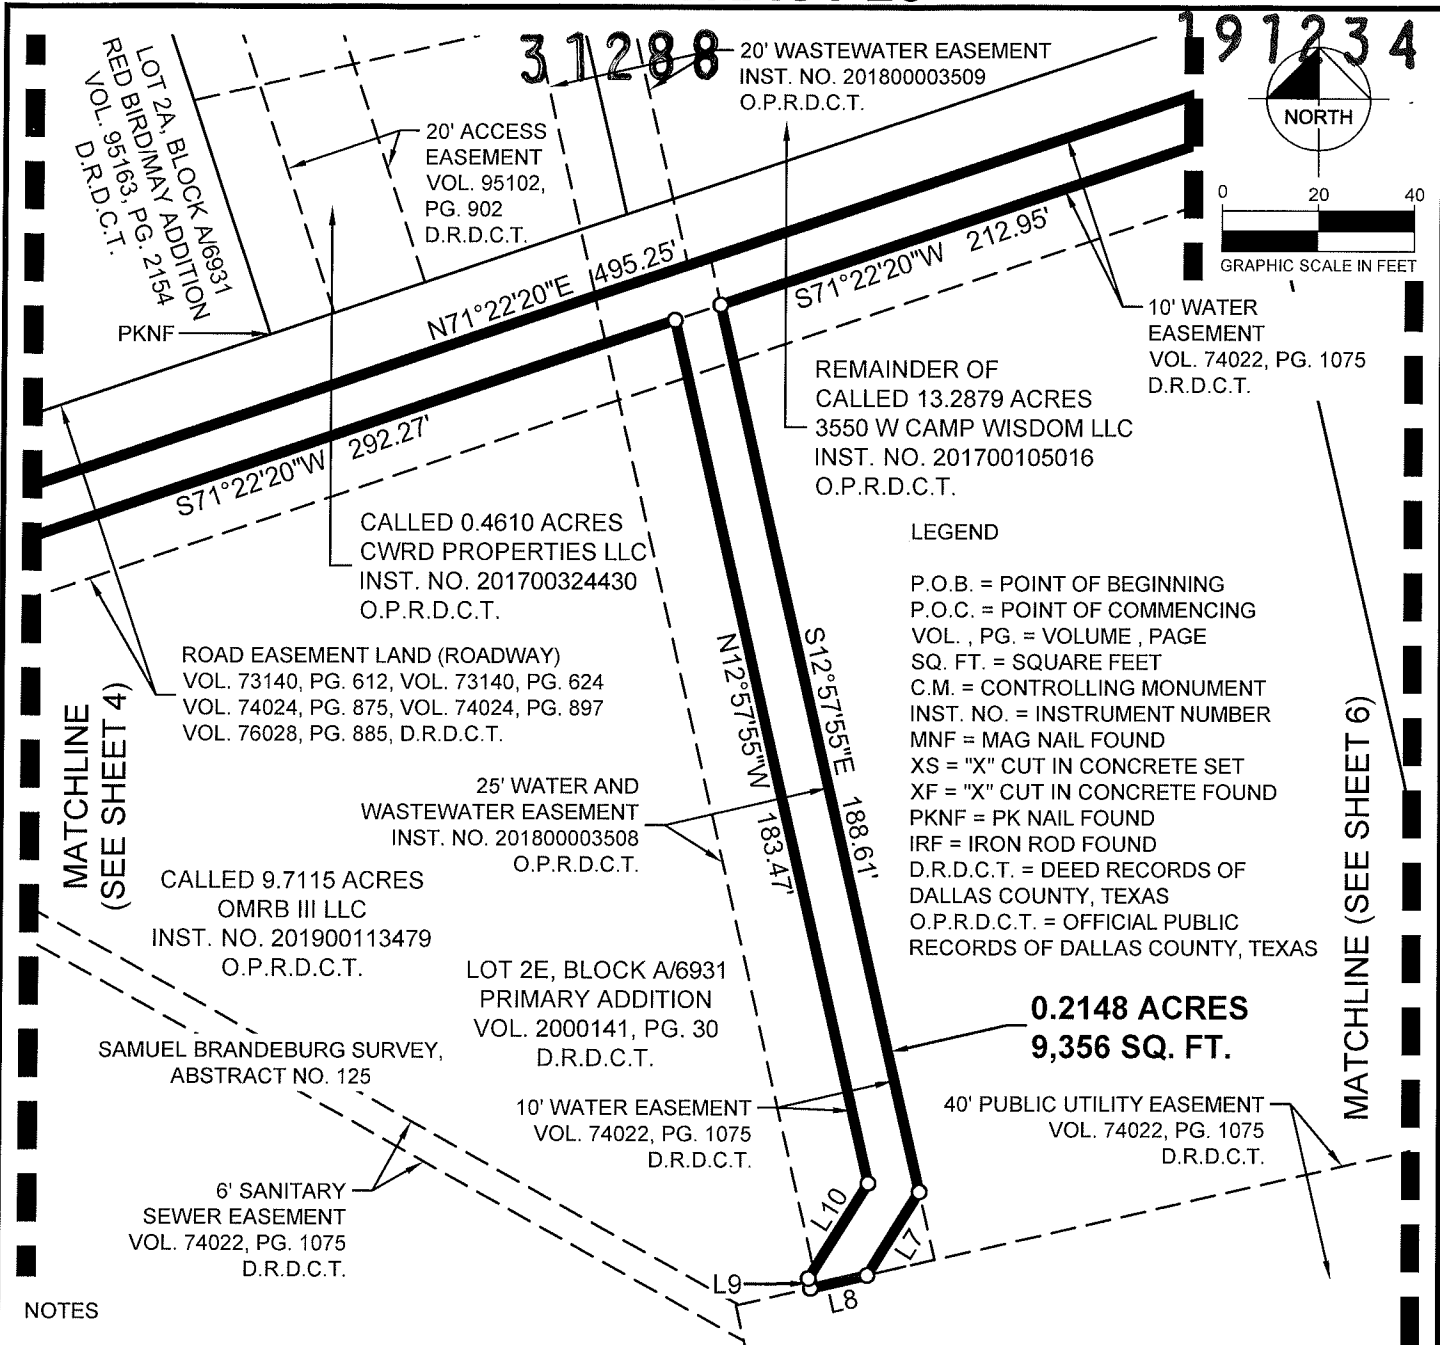 31288
191234
LOT 2A, BLOCK A/6931
RED BIRD/MAY ADDITION
VOL. 95163, PG. 2154
D.R.D.C.T.
20' WASTEWATER EASEMENT
INST. NO. 201800003509
O.P.R.D.C.T.
NORTH
0 20 40
GRAPHIC SCALE IN FEET
20' ACCESS
EASEMENT
VOL. 95102,
PG. 902
D.R.D.C.T.
PKNF
N71°22'20"E 495.25'
S71°22'20"W 212.95'
10' WATER
EASEMENT
VOL. 74022, PG. 1075
D.R.D.C.T.
REMAINDER OF
CALLED 13.2879 ACRES
3550 W CAMP WISDOM LLC
INST. NO. 201700105016
O.P.R.D.C.T.
S71°22'20"W 292.27'
CALLED 0.4610 ACRES
CWRD PROPERTIES LLC
INST. NO. 201700324430
O.P.R.D.C.T.
LEGEND
P.O.B. = POINT OF BEGINNING
P.O.C. = POINT OF COMMENCING
VOL. , PG. = VOLUME , PAGE
SQ. FT. = SQUARE FEET
C.M. = CONTROLLING MONUMENT
INST. NO. = INSTRUMENT NUMBER
MNF = MAG NAIL FOUND
XS = "X" CUT IN CONCRETE SET
XF = "X" CUT IN CONCRETE FOUND
PKNF = PK NAIL FOUND
IRF = IRON ROD FOUND
D.R.D.C.T. = DEED RECORDS OF
DALLAS COUNTY, TEXAS
O.P.R.D.C.T. = OFFICIAL PUBLIC
RECORDS OF DALLAS COUNTY, TEXAS
ROAD EASEMENT LAND (ROADWAY)
VOL. 73140, PG. 612, VOL. 73140, PG. 624
VOL. 74024, PG. 875, VOL. 74024, PG. 897
VOL. 76028, PG. 885, D.R.D.C.T.
MATCHLINE
(SEE SHEET 4)
N12°57'55"W 183.47'
S12°57'55"E 188.61'
25' WATER AND
WASTEWATER EASEMENT
INST. NO. 201800003508
O.P.R.D.C.T.
MATCHLINE (SEE SHEET 6)
CALLED 9.7115 ACRES
OMRB III LLC
INST. NO. 201900113479
O.P.R.D.C.T.
LOT 2E, BLOCK A/6931
PRIMARY ADDITION
VOL. 2000141, PG. 30
D.R.D.C.T.
0.2148 ACRES
9,356 SQ. FT.
SAMUEL BRANDEBURG SURVEY,
ABSTRACT NO. 125
10' WATER EASEMENT
VOL. 74022, PG. 1075
D.R.D.C.T.
40' PUBLIC UTILITY EASEMENT
VOL. 74022, PG. 1075
D.R.D.C.T.
6' SANITARY
SEWER EASEMENT
VOL. 74022, PG. 1075
D.R.D.C.T.
L10
L7
L9
L8
NOTES